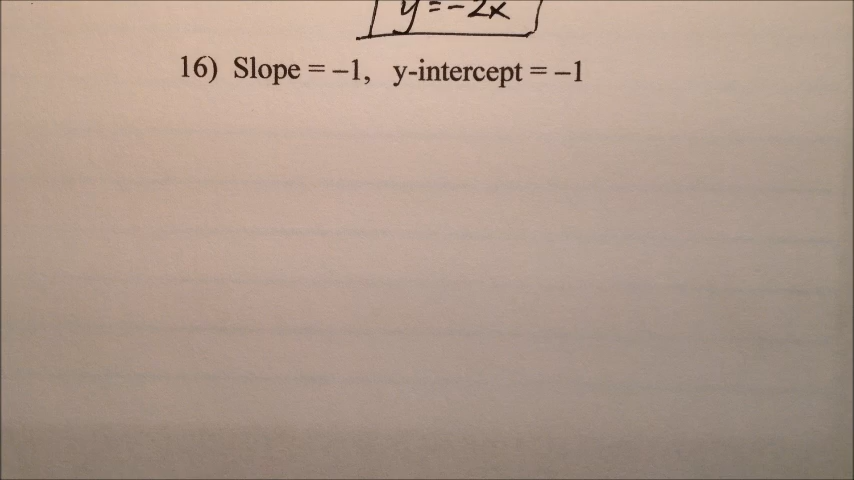 y = -2x
16) Slope = –1, y-intercept = –1